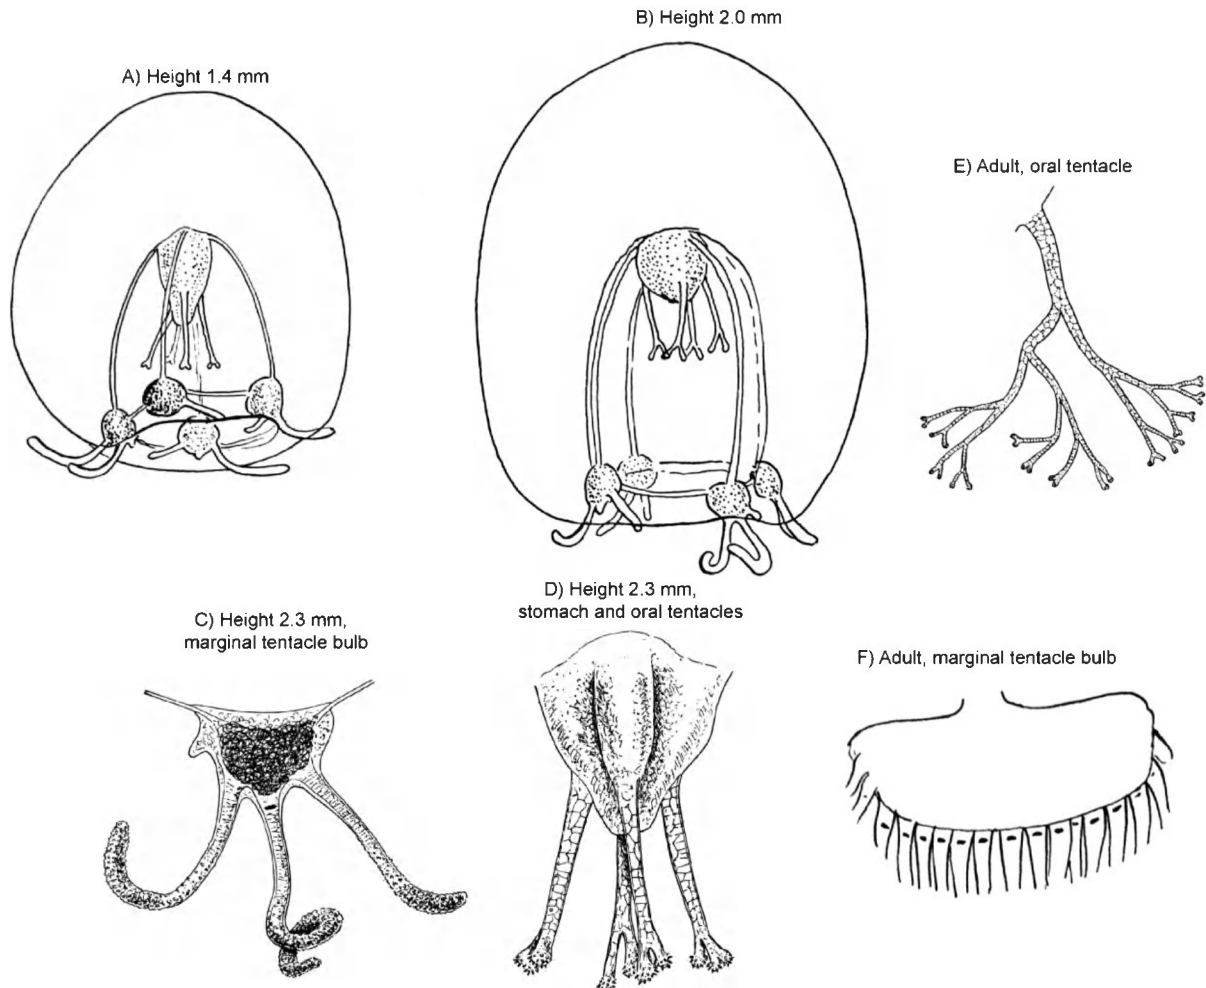 A) Height 1.4 mm
B) Height 2.0 mm
E) Adult, oral tentacle
C) Height 2.3 mm,
marginal tentacle bulb
D) Height 2.3 mm,
stomach and oral tentacles
F) Adult, marginal tentacle bulb